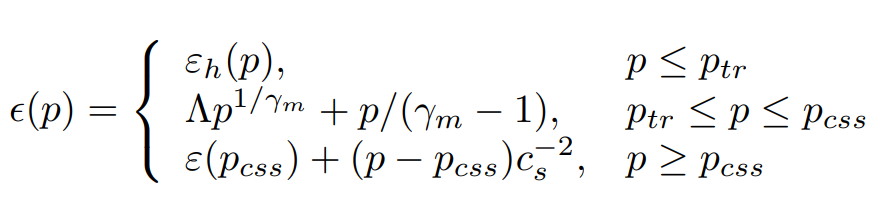 ε_h(p), p ≤ p_tr
ϵ(p) = { Λp^{1/γ_m} + p/(γ_m − 1), p_tr ≤ p ≤ p_css
ε(p_css) + (p − p_css)c_s^{−2}, p ≥ p_css